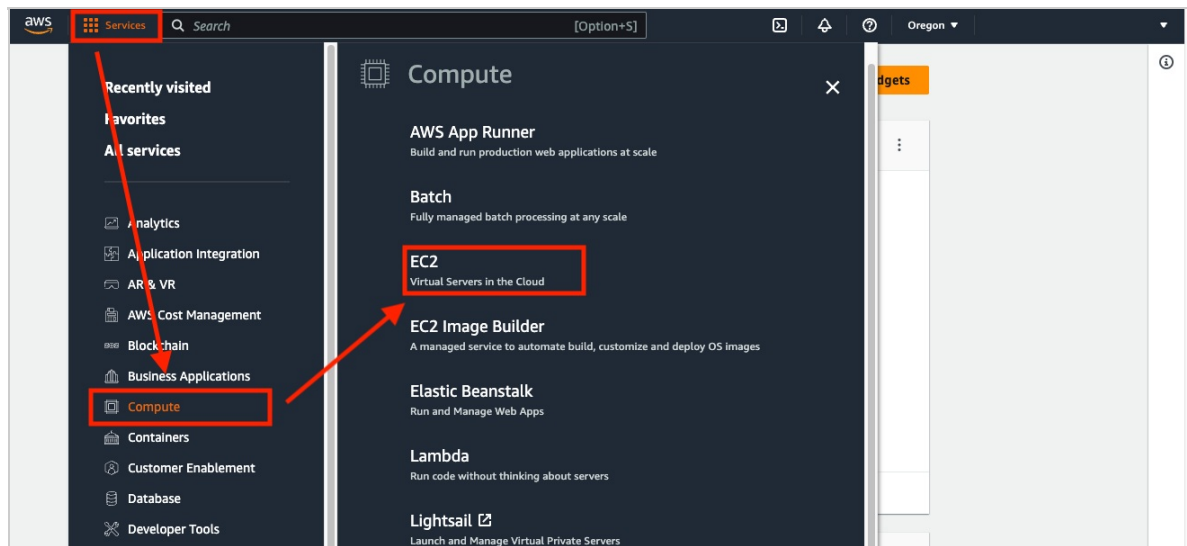 aws
Services
Search
[Option+S]
Oregon
Recently visited
Favorites
All services
Analytics
Application Integration
AR & VR
AWS Cost Management
Blockchain
Business Applications
Compute
Containers
Customer Enablement
Database
Developer Tools
Compute
AWS App Runner
Build and run production web applications at scale
Batch
Fully managed batch processing at any scale
EC2
Virtual Servers in the Cloud
EC2 Image Builder
A managed service to automate build, customize and deploy OS images
Elastic Beanstalk
Run and Manage Web Apps
Lambda
Run code without thinking about servers
Lightsail
Launch and Manage Virtual Private Servers
dgets